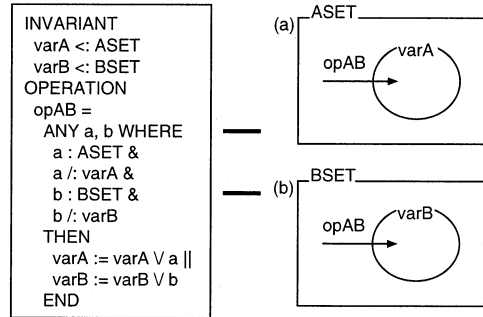 INVARIANT
varA <: ASET
varB <: BSET
OPERATION
opAB =
ANY a, b WHERE
a : ASET &
a /: varA &
b : BSET &
b /: varB
THEN
varA := varA \/ a ||
varB := varB \/ b
END
(a)
ASET
varA
opAB
(b)
BSET
varB
opAB